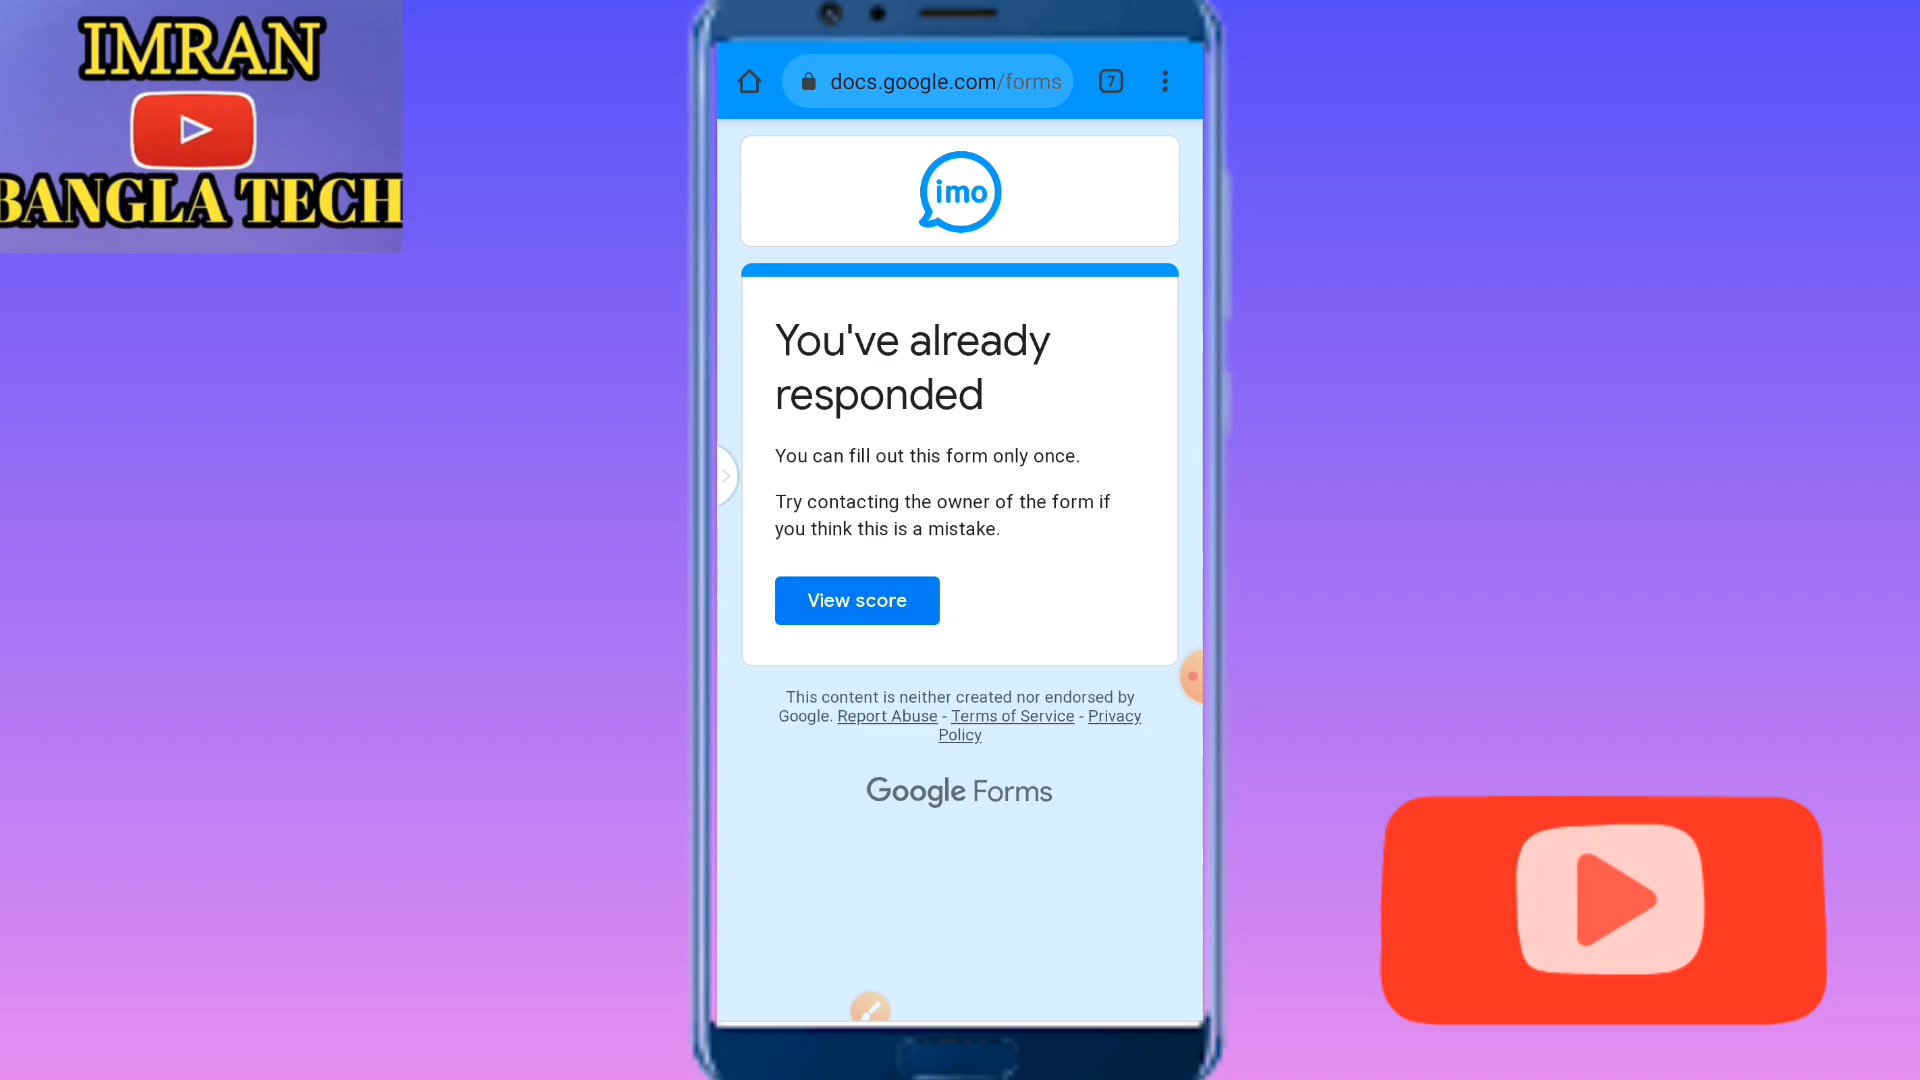 IMRAN
BANGLA TECH
docs.google.com/forms
7
imo
You've already
responded
You can fill out this form only once.
Try contacting the owner of the form if
you think this is a mistake.
View score
This content is neither created nor endorsed by
Google. Report Abuse - Terms of Service - Privacy
Policy
Google Forms